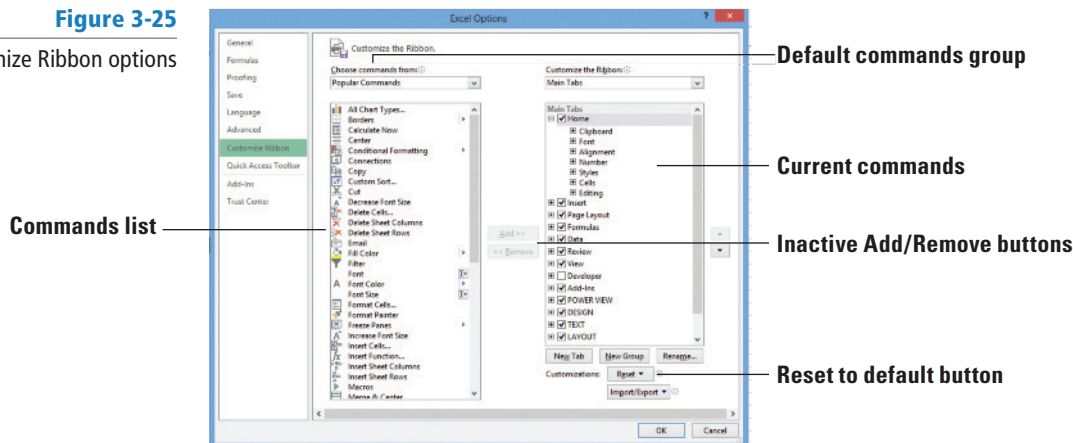 Figure 3-25
nize Ribbon options
Excel Options
?
General
Formulas
Proofing
Save
Language
Advanced
Customize Ribbon
Quick Access Toolbar
Add-Ins
Trust Center
Customize the Ribbon.
Choose commands from:
Popular Commands
All Chart Types...
Borders
Calculate Now
Center
Conditional Formatting
Connections
Copy
Custom Sort...
Cut
Decrease Font Size
Delete Cells...
Delete Sheet Columns
Delete Sheet Rows
Email
Fill Color
Filter
Font
Font Color
Font Size
Format Cells...
Format Painter
Freeze Panes
Increase Font Size
Insert Cells...
Insert Function...
Insert Sheet Columns
Insert Sheet Rows
Macros
Merge & Center
Add >>
<< Remove
Customize the Ribbon:
Main Tabs
Main Tabs
Home
Clipboard
Font
Alignment
Number
Styles
Cells
Editing
Insert
Page Layout
Formulas
Data
Review
View
Developer
Add-Ins
POWER VIEW
DESIGN
TEXT
LAYOUT
New Tab
New Group
Rename...
Customizations:
Reset
Import/Export
OK
Cancel
Default commands group
Current commands
Commands list
Inactive Add/Remove buttons
Reset to default button